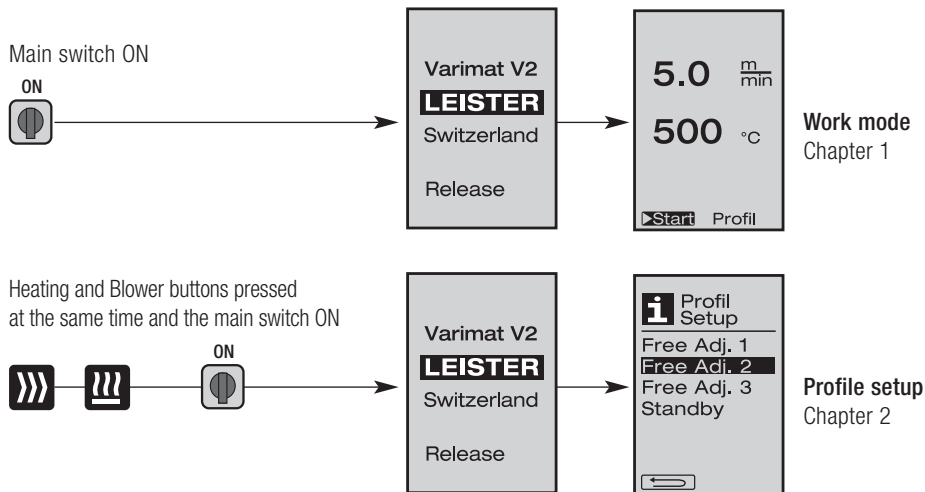 Main switch ON
ON
Varimat V2
LEISTER
Switzerland
Release
5.0 m/min
500 °C
Start Profil
Work mode
Chapter 1
Heating and Blower buttons pressed
at the same time and the main switch ON
ON
Varimat V2
LEISTER
Switzerland
Release
i Profil
Setup
Free Adj. 1
Free Adj. 2
Free Adj. 3
Standby
Profile setup
Chapter 2